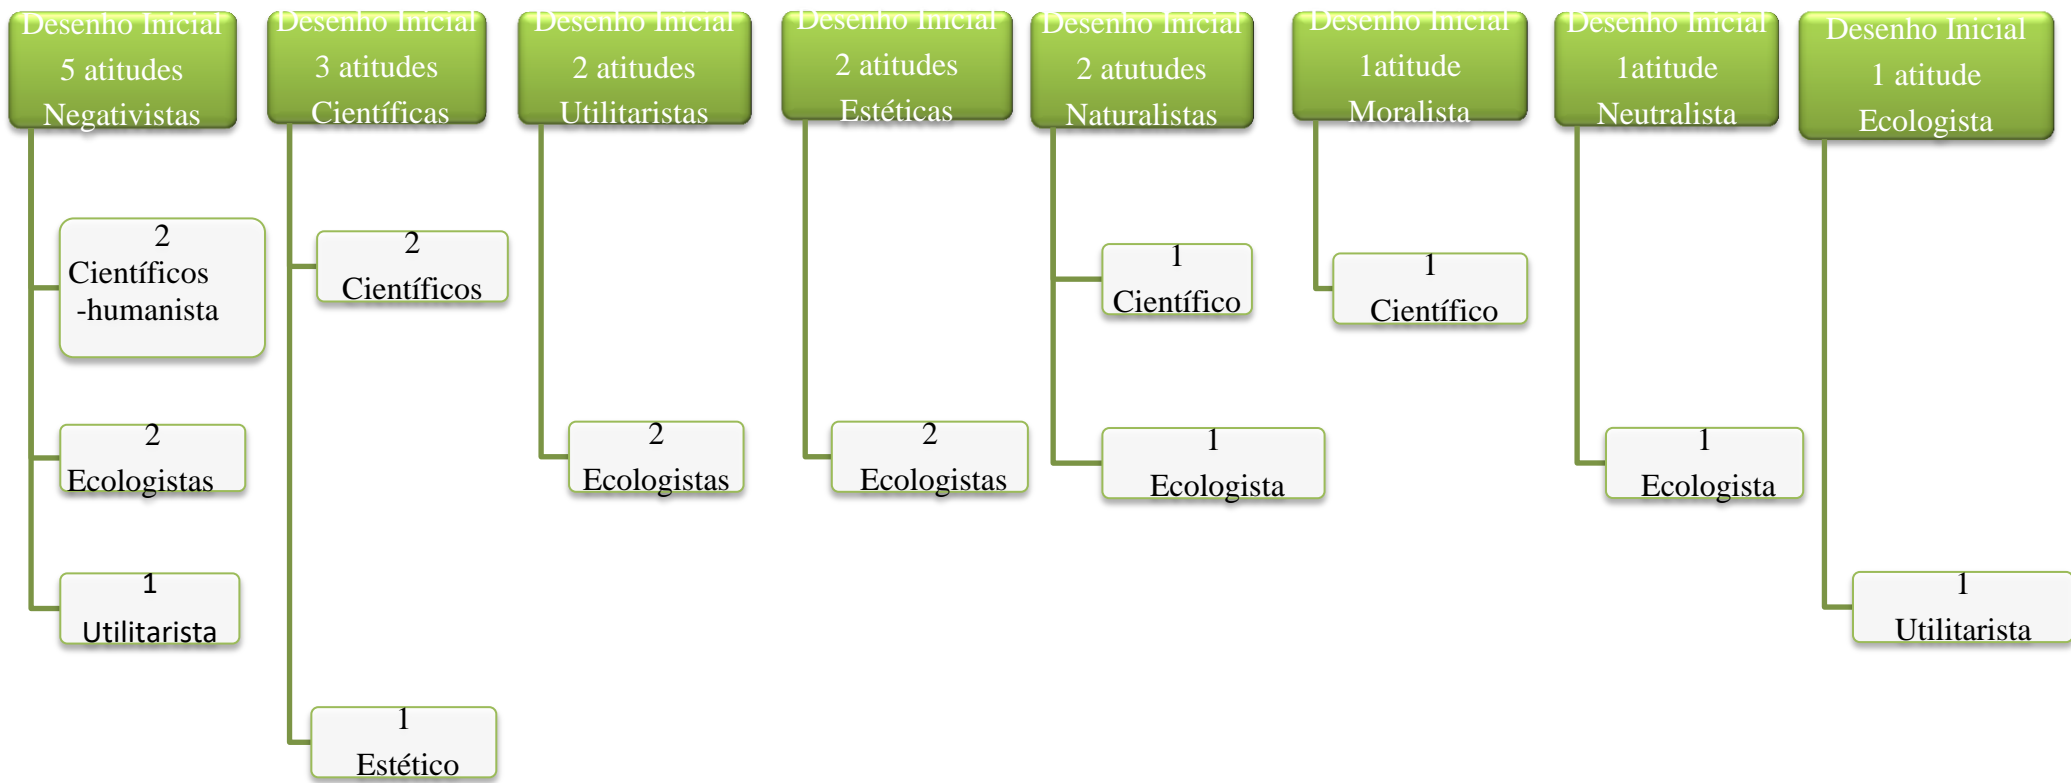 Desenho Inicial
5 atitudes
Negativistas
2
Científicos
-humanista
2
Ecologistas
1
Utilitarista
Desenho Inicial
3 atitudes
Científicas
2
Científicos
1
Estético
Desenho Inicial
2 atitudes
Utilitaristas
2
Ecologistas
Desenho Inicial
2 atitudes
Estéticas
2
Ecologistas
Desenho Inicial
2 atutudes
Naturalistas
1
Científico
1
Ecologista
Desenho Inicial
1atitude
Moralista
1
Científico
Desenho Inicial
1atitude
Neutralista
1
Ecologista
Desenho Inicial
1 atitude
Ecologista
1
Utilitarista